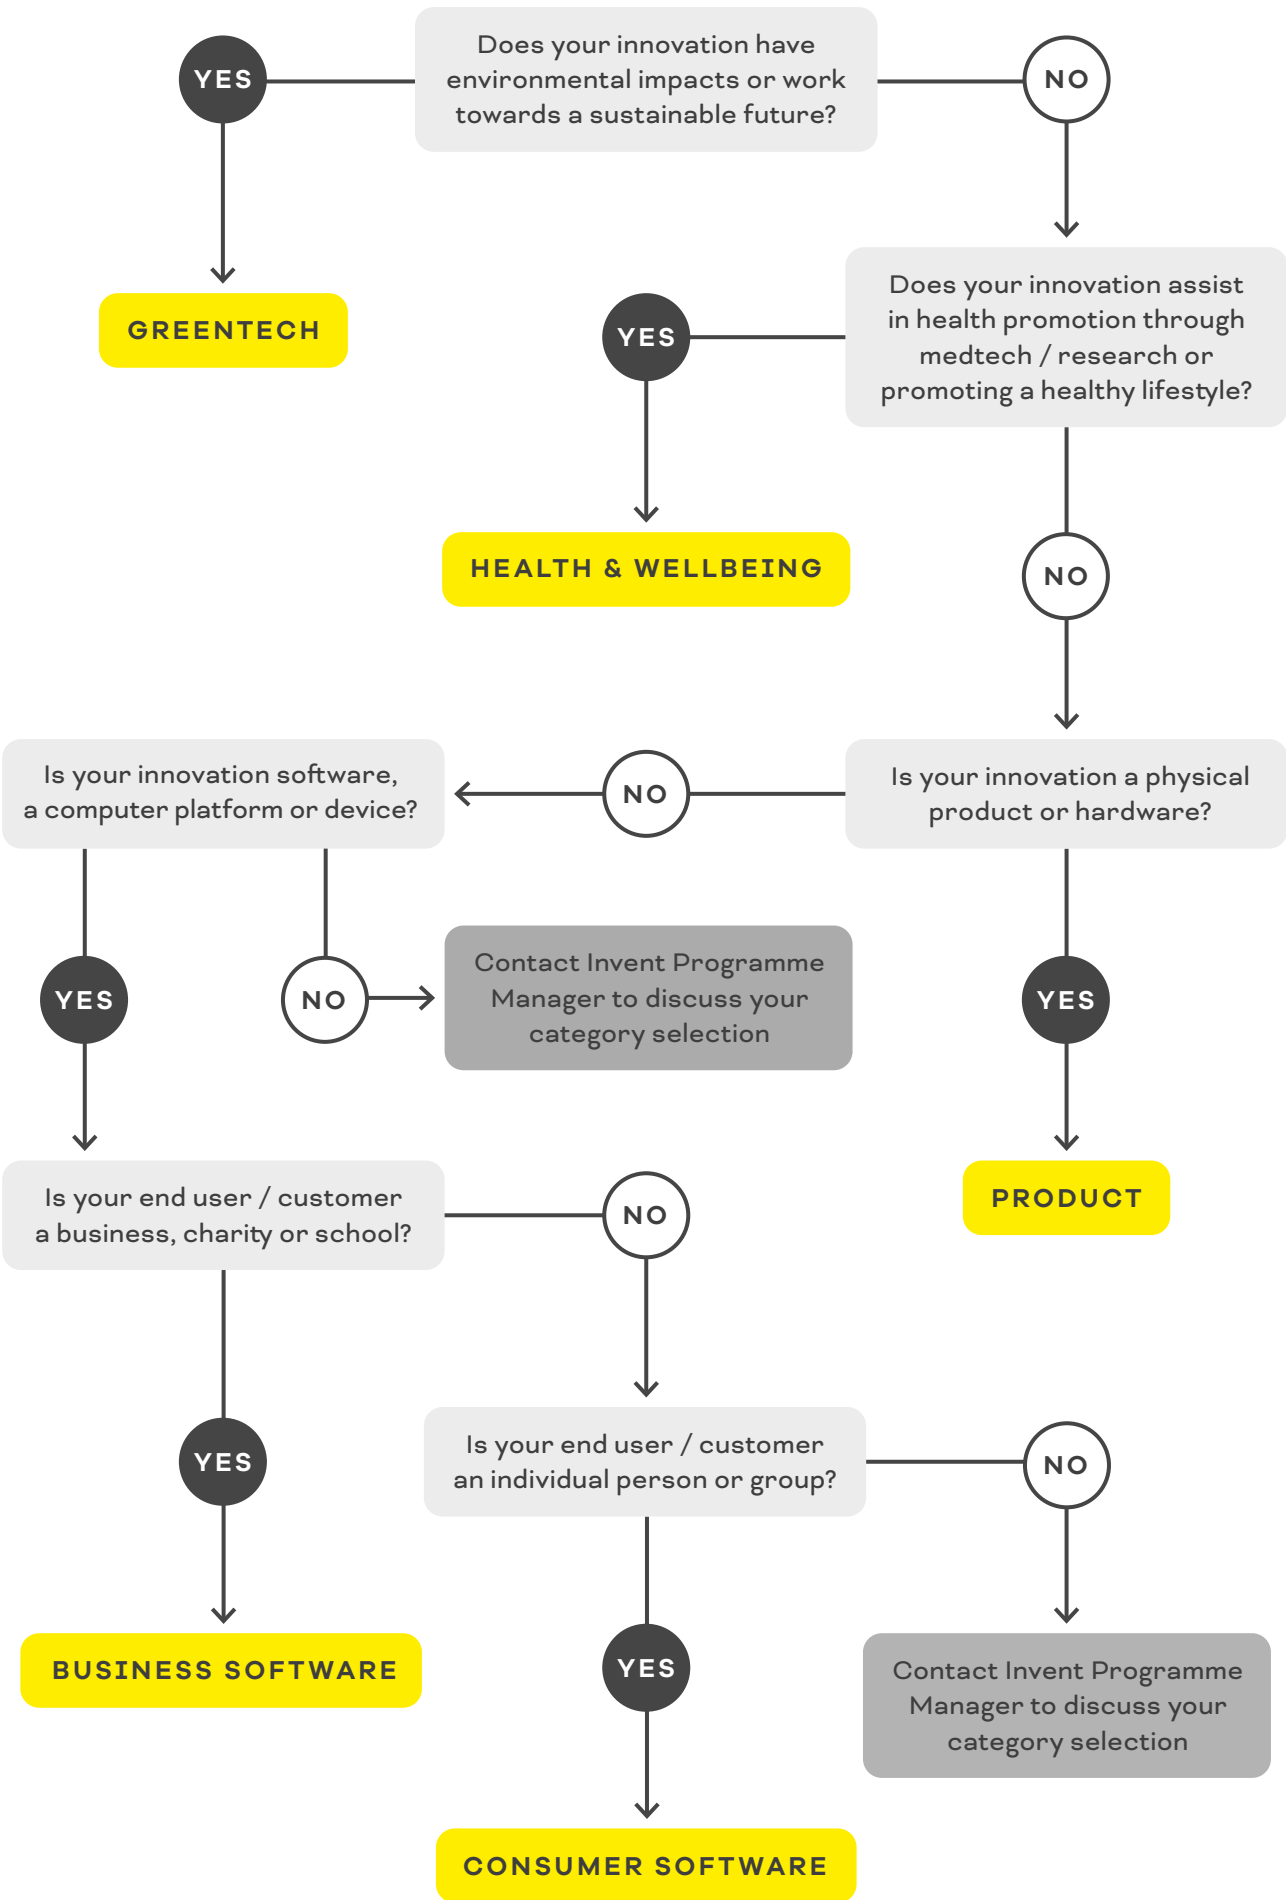 Does your innovation have
environmental impacts or work
towards a sustainable future?
YES
NO
GREENTECH
Does your innovation assist
in health promotion through
medtech / research or
promoting a healthy lifestyle?
YES
HEALTH & WELLBEING
NO
Is your innovation software,
a computer platform or device?
NO
Is your innovation a physical
product or hardware?
YES
NO
Contact Invent Programme
Manager to discuss your
category selection
YES
Is your end user / customer
a business, charity or school?
NO
PRODUCT
YES
Is your end user / customer
an individual person or group?
NO
BUSINESS SOFTWARE
YES
Contact Invent Programme
Manager to discuss your
category selection
CONSUMER SOFTWARE